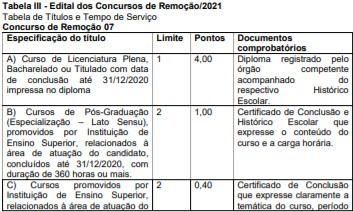 Tabela III - Edital dos Concursos de Remoção/2021
Tabela de Títulos e Tempo de Serviço
Concurso de Remoção 07
Especificação do título Limite Pontos Documentos comprobatórios
A) Curso de Licenciatura Plena, 1 4,00 Diploma registrado pelo
Bacharelado ou Titulado com data órgão competente
de conclusão até 31/12/2020 acompanhado do
impressa no diploma respectivo Histórico
Escolar.
B) Cursos de Pós-Graduação 2 1,00 Certificado de Conclusão e
(Especialização – Lato Sensu), Histórico Escolar que
promovidos por Instituição de expresse o conteúdo do
Ensino Superior, relacionados à curso e a carga horária.
área de atuação do candidato,
concluídos até 31/12/2020, com
duração de 360 horas ou mais.
C) Cursos promovidos por 2 0,40 Certificado de Conclusão
Instituição de Ensino Superior, que expresse claramente a
relacionados à área de atuação do temática do curso, período